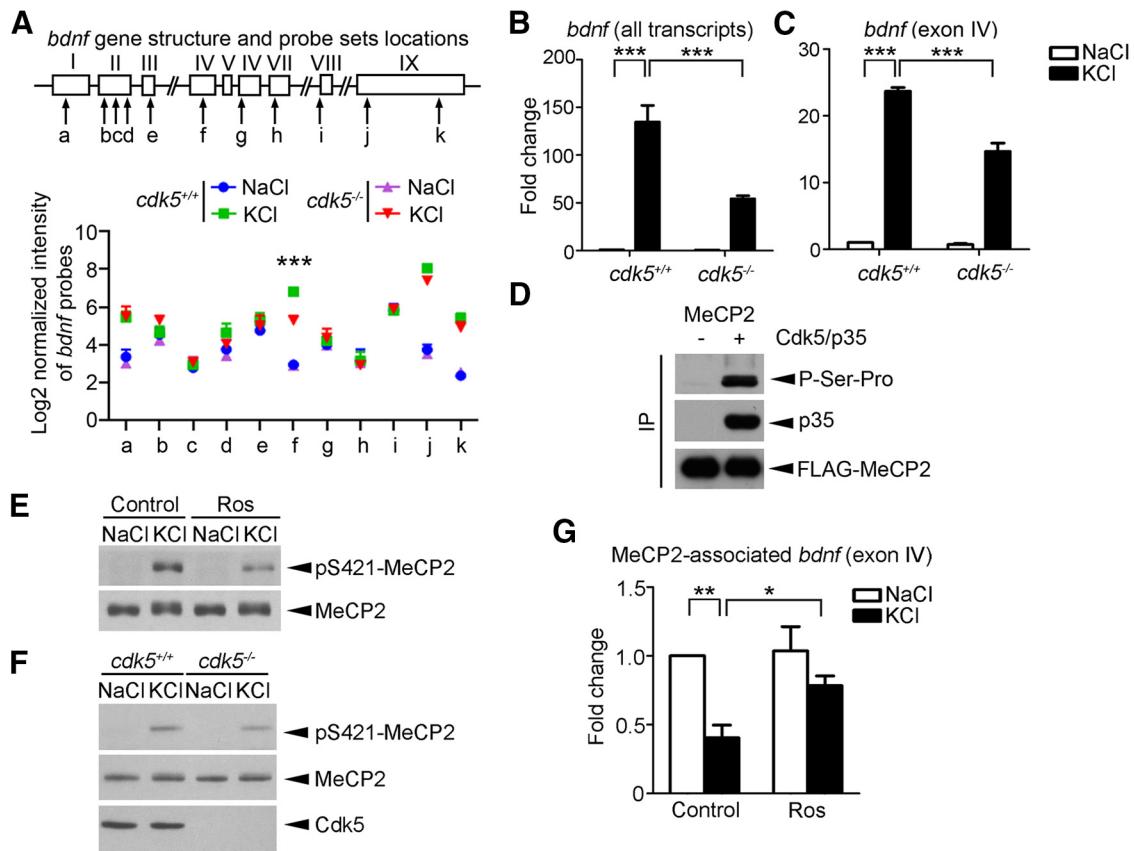 A
bdnf gene structure and probe sets locations
I II III IV V IV VII VIII IX
a bcd e f g h i j k
cdk5+/+ NaCl cdk5-/- NaCl
KCl KCl
Log2 normalized intensity
of bdnf probes
10
8
6
4
2
0
***
a b c d e f g h i j k
B
bdnf (all transcripts)
*** ***
Fold change
200
150
100
50
0
cdk5+/+ cdk5-/-
C
bdnf (exon IV)
*** ***
30
20
10
0
cdk5+/+ cdk5-/-
NaCl
KCl
D
MeCP2
- + Cdk5/p35
IP
P-Ser-Pro
p35
FLAG-MeCP2
E
Control Ros
NaCl KCl NaCl KCl
pS421-MeCP2
MeCP2
F
cdk5+/+ cdk5-/-
NaCl KCl NaCl KCl
pS421-MeCP2
MeCP2
Cdk5
G
MeCP2-associated bdnf (exon IV)
** *
NaCl
KCl
Fold change
1.5
1.0
0.5
0
Control Ros